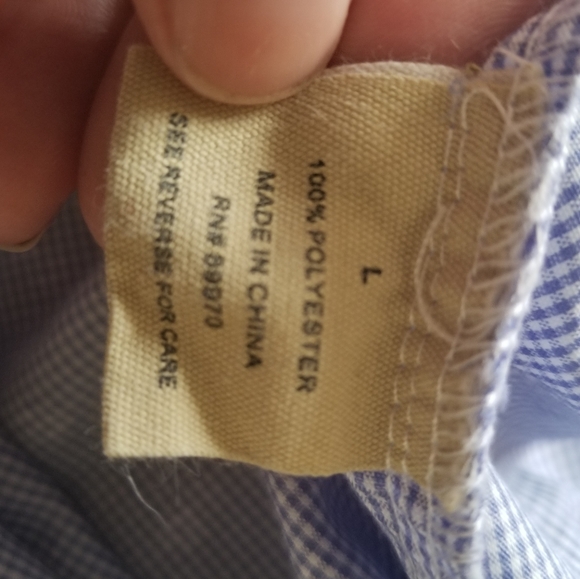 L
100% POLYESTER
MADE IN CHINA
RN# 89970
SEE REVERSE FOR CARE